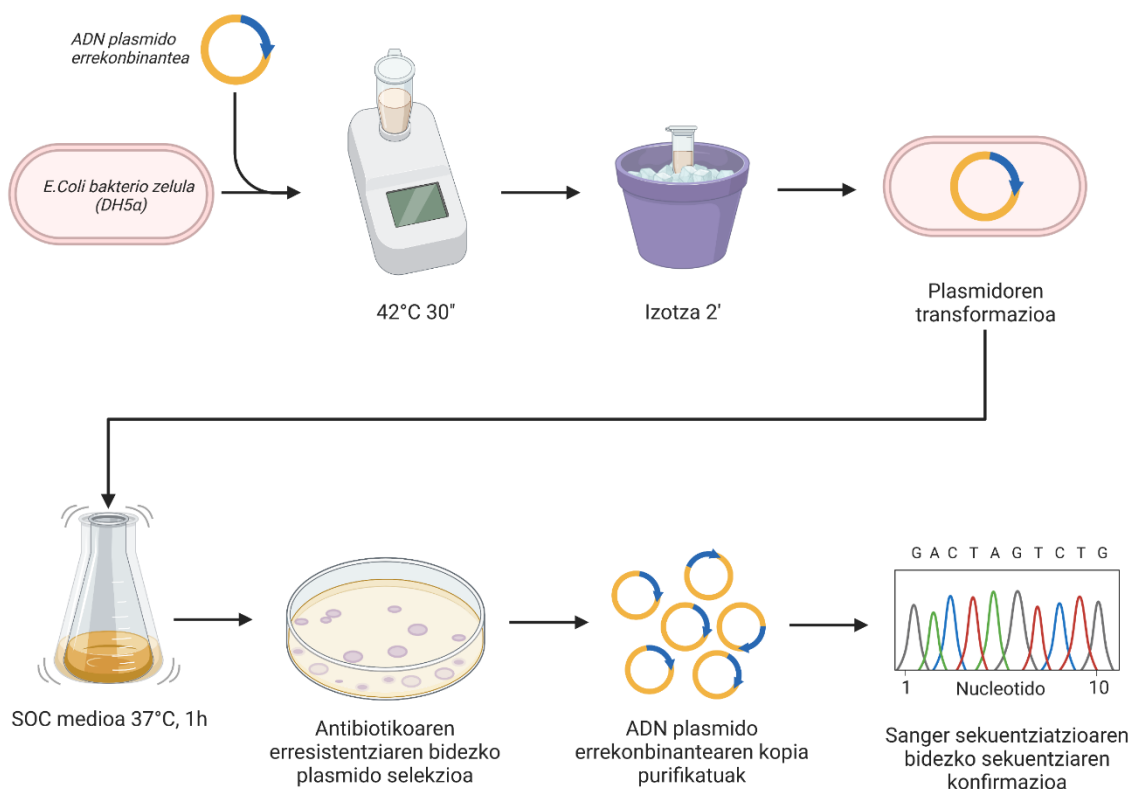 ADN plasmido
errekonbinantea
E.Coli bakterio zelula
(DH5α)
42°C 30"
Izotza 2'
Plasmidoren
transformazioa
SOC medioa 37°C, 1h
Antibiotikoaren
erresistentziaren bidezko
plasmido selekzioa
ADN plasmido
errekonbinantearen kopia
purifikatuak
G A C T A G T C T G
1 Nucleotido 10
Sanger sekuentziatzioaren
bidezko sekuentziaren
konfirmazioa